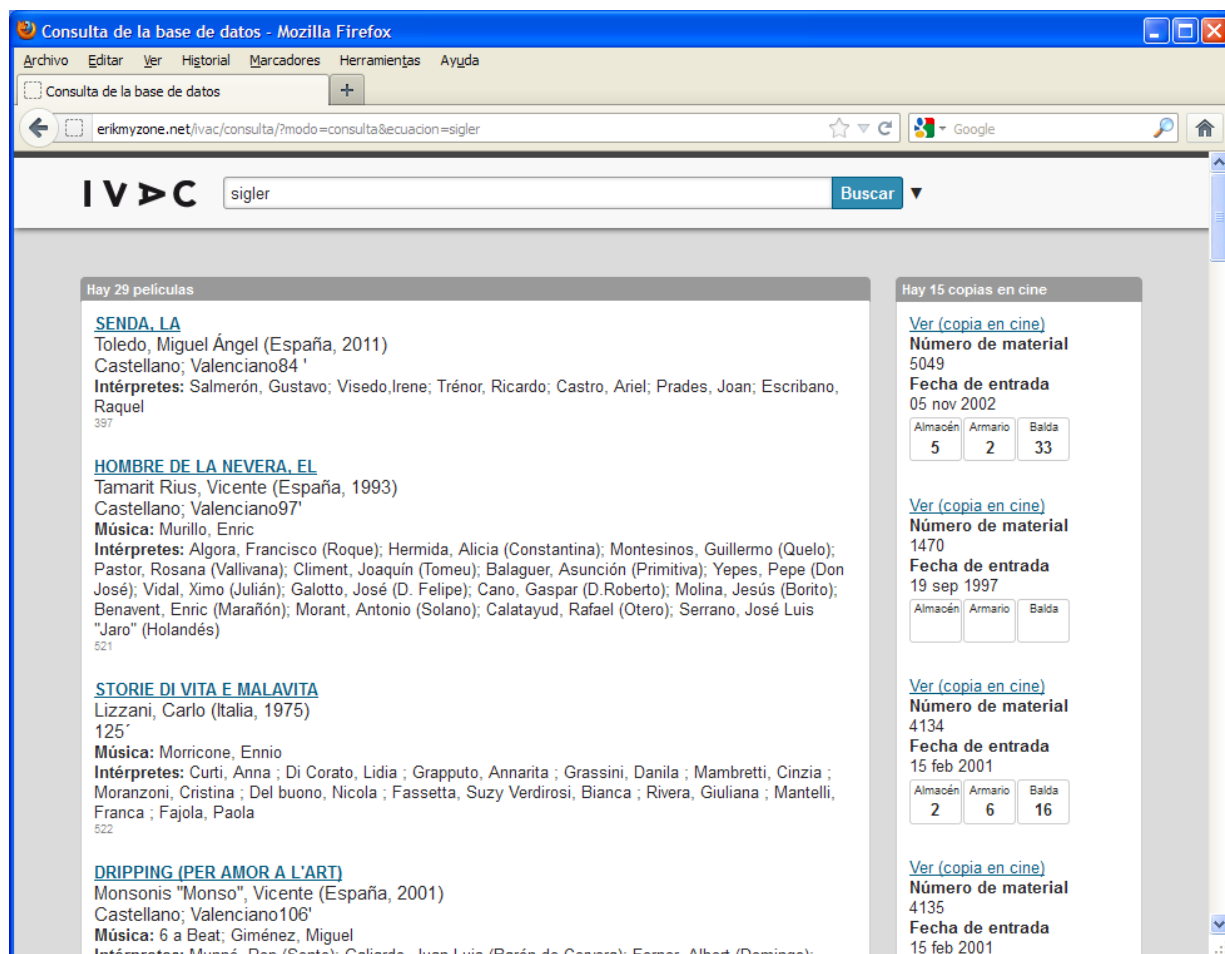 Consulta de la base de datos - Mozilla Firefox
Archivo Editar Ver Historial Marcadores Herramientas Ayuda
Consulta de la base de datos
erikmyzone.net/ivac/consulta/?modo=consulta&ecuacion=sigler
Google
IVAC
sigler
Buscar
Hay 29 películas
SENDA, LA
Toledo, Miguel Ángel (España, 2011)
Castellano; Valenciano84 '
Intérpretes: Salmerón, Gustavo; Visedo,Irene; Trénor, Ricardo; Castro, Ariel; Prades, Joan; Escribano,
Raquel
397
HOMBRE DE LA NEVERA, EL
Tamarit Rius, Vicente (España, 1993)
Castellano; Valenciano97'
Música: Murillo, Enric
Intérpretes: Algora, Francisco (Roque); Hermida, Alicia (Constantina); Montesinos, Guillermo (Quelo);
Pastor, Rosana (Vallivana); Climent, Joaquín (Tomeu); Balaguer, Asunción (Primitiva); Yepes, Pepe (Don
José); Vidal, Ximo (Julián); Galotto, José (D. Felipe); Cano, Gaspar (D.Roberto); Molina, Jesús (Borito);
Benavent, Enric (Marañón); Morant, Antonio (Solano); Calatayud, Rafael (Otero); Serrano, José Luis
"Jaro" (Holandés)
521
STORIE DI VITA E MALAVITA
Lizzani, Carlo (Italia, 1975)
125´
Música: Morricone, Ennio
Intérpretes: Curti, Anna ; Di Corato, Lidia ; Grapputo, Annarita ; Grassini, Danila ; Mambretti, Cinzia ;
Moranzoni, Cristina ; Del buono, Nicola ; Fassetta, Suzy Verdirosi, Bianca ; Rivera, Giuliana ; Mantelli,
Franca ; Fajola, Paola
522
DRIPPING (PER AMOR A L'ART)
Monsonis "Monso", Vicente (España, 2001)
Castellano; Valenciano106'
Música: 6 a Beat; Giménez, Miguel
Hay 15 copias en cine
Ver (copia en cine)
Número de material
5049
Fecha de entrada
05 nov 2002
Almacén Armario Balda
5 2 33
Ver (copia en cine)
Número de material
1470
Fecha de entrada
19 sep 1997
Almacén Armario Balda
Ver (copia en cine)
Número de material
4134
Fecha de entrada
15 feb 2001
Almacén Armario Balda
2 6 16
Ver (copia en cine)
Número de material
4135
Fecha de entrada
15 feb 2001